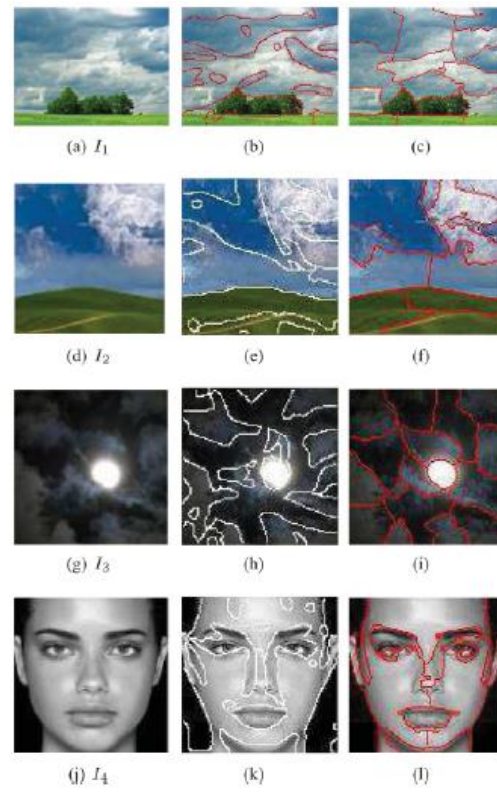 (a) I₁ (b) (c)
(d) I₂ (e) (f)
(g) I₃ (h) (i)
(j) I₄ (k) (l)